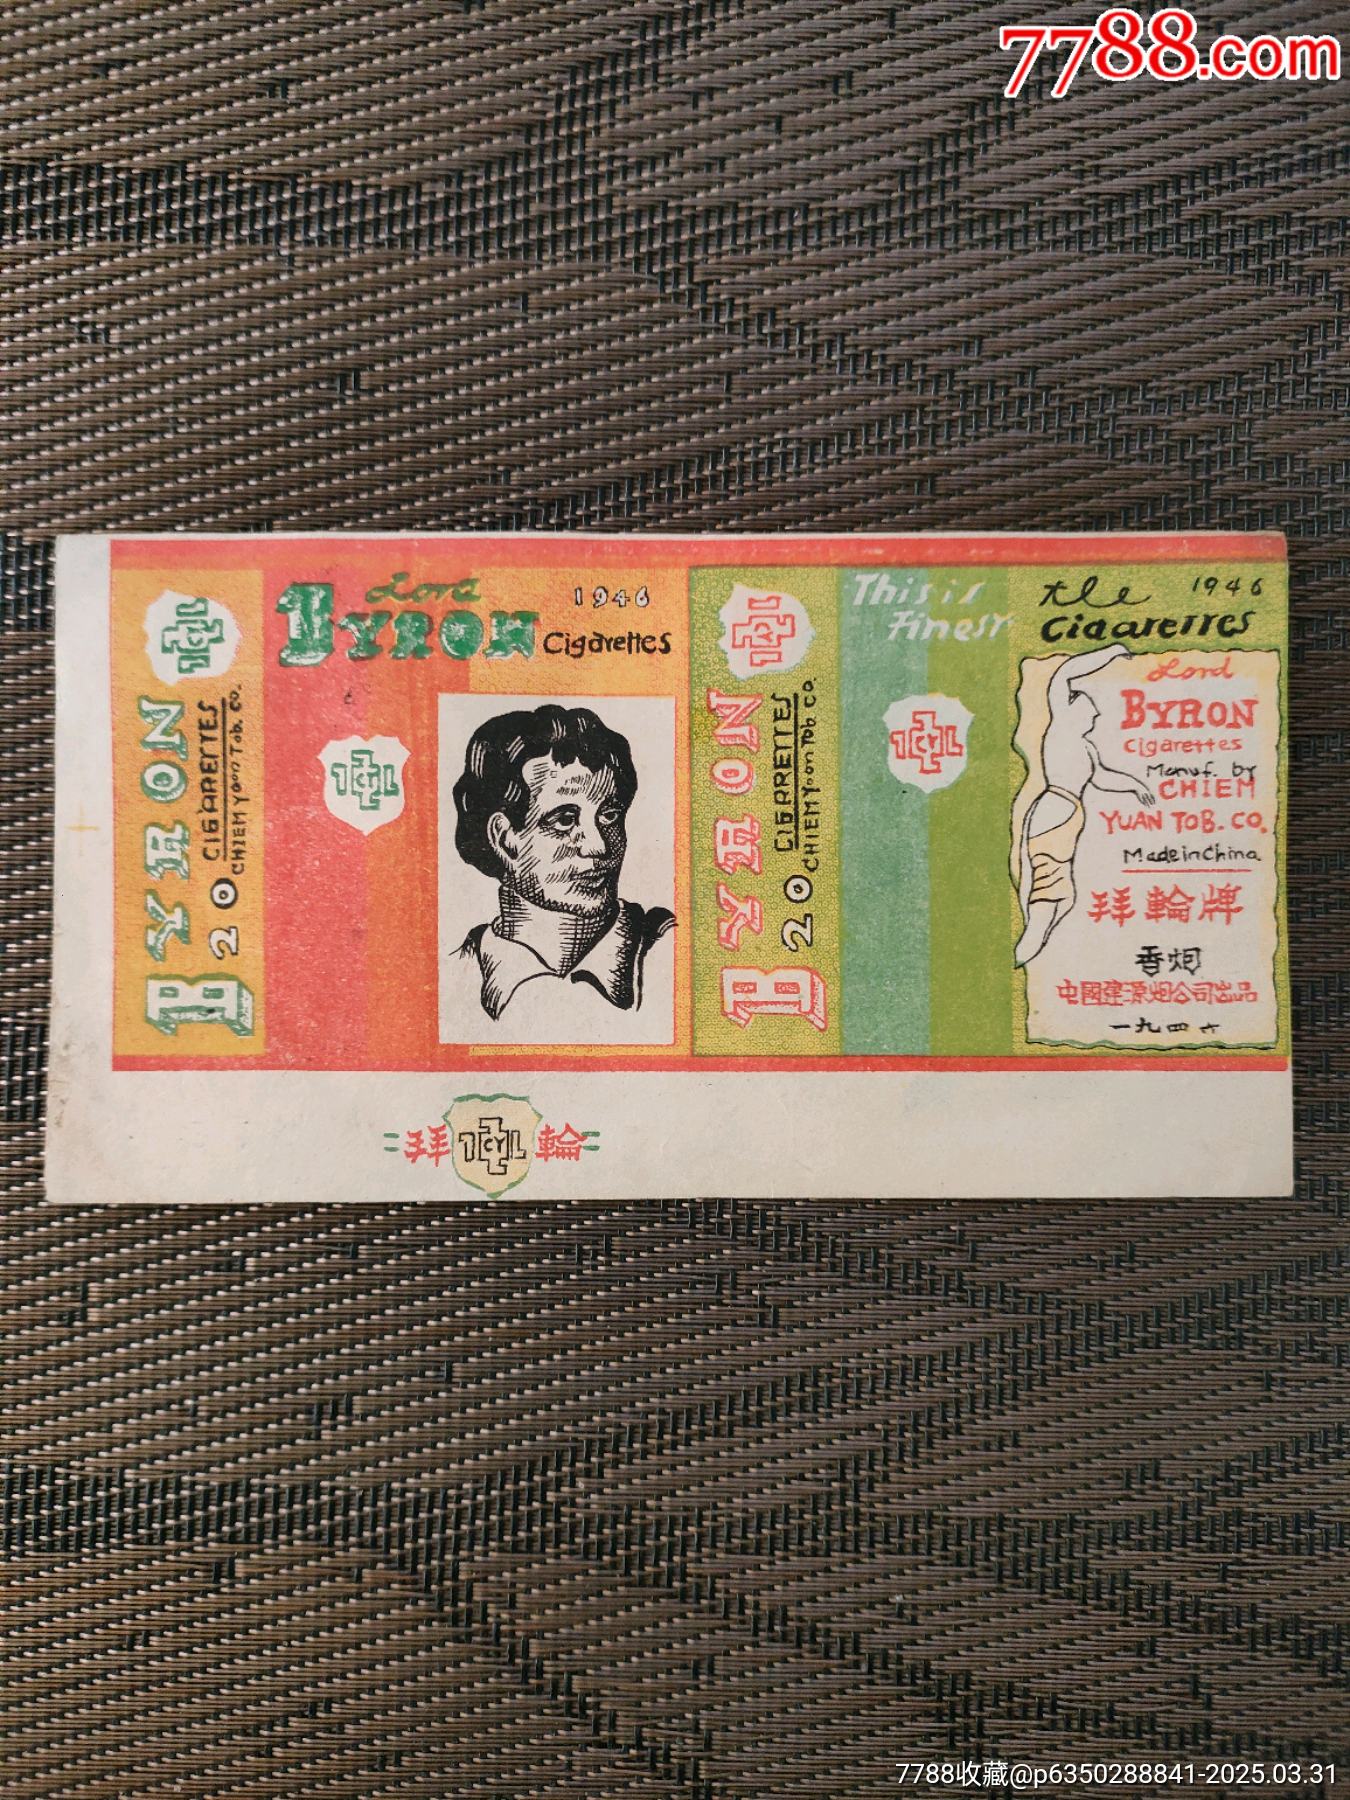 7788.com
BYRON
20 CIGARETTES
CHIEM Yoon Tob. Co.
Lord
BYRON
1946
Cigarettes
BYRON
20 CIGARETTES
CHIEM Yoon Tob. Co.
This is
Finest
the
1946
Cigarettes
Lord
BYRON
Cigarettes
Manuf. by
CHIEM
YUAN TOB. CO.
Made in China
拜輪牌
香烟
中國建源烟公司出品
一九四六
=拜 CY 輪=
7788收藏@p6350288841-2025.03.31